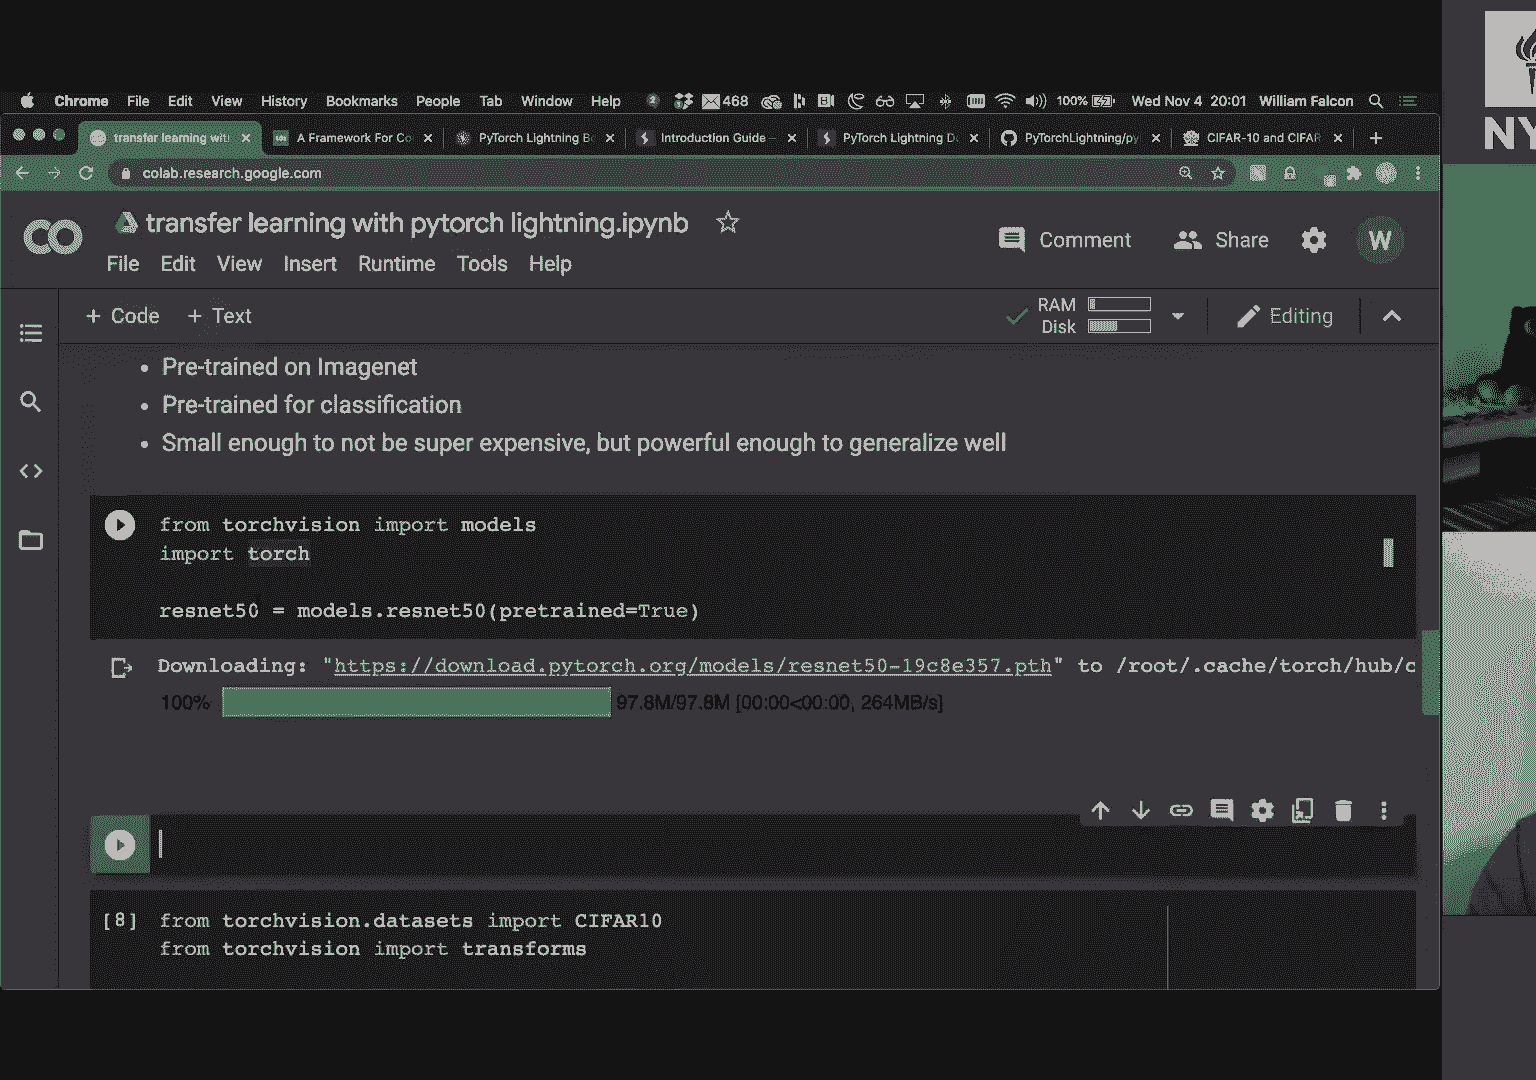 Chrome File Edit View History Bookmarks People Tab Window Help 2 468 100% Wed Nov 4 20:01 William Falcon
transfer learning wit A Framework For Co PyTorch Lightning B Introduction Guide – PyTorch Lightning D PyTorchLightning/py CIFAR-10 and CIFAR
colab.research.google.com
CO transfer learning with pytorch lightning.ipynb
Comment Share W
File Edit View Insert Runtime Tools Help
+ Code + Text RAM Disk Editing
• Pre-trained on Imagenet
• Pre-trained for classification
• Small enough to not be super expensive, but powerful enough to generalize well
from torchvision import models
import torch
resnet50 = models.resnet50(pretrained=True)
Downloading: "https://download.pytorch.org/models/resnet50-19c8e357.pth" to /root/.cache/torch/hub/c
100% 97.8M/97.8M [00:00<00:00, 264MB/s]
[8] from torchvision.datasets import CIFAR10
from torchvision import transforms
NY